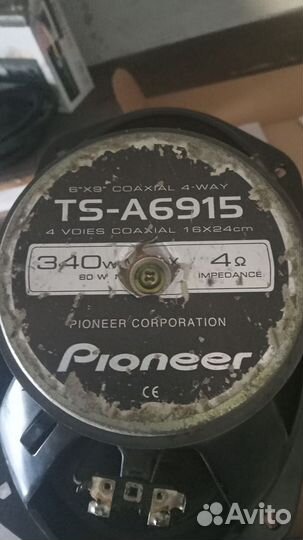 6"X9" COAXIAL 4-WAY
TS-A6915
4 VOIES COAXIAL 16X24cm
340W 4Ω
80 W IMPEDANCE
PIONEER CORPORATION
Pioneer
CE
Avito